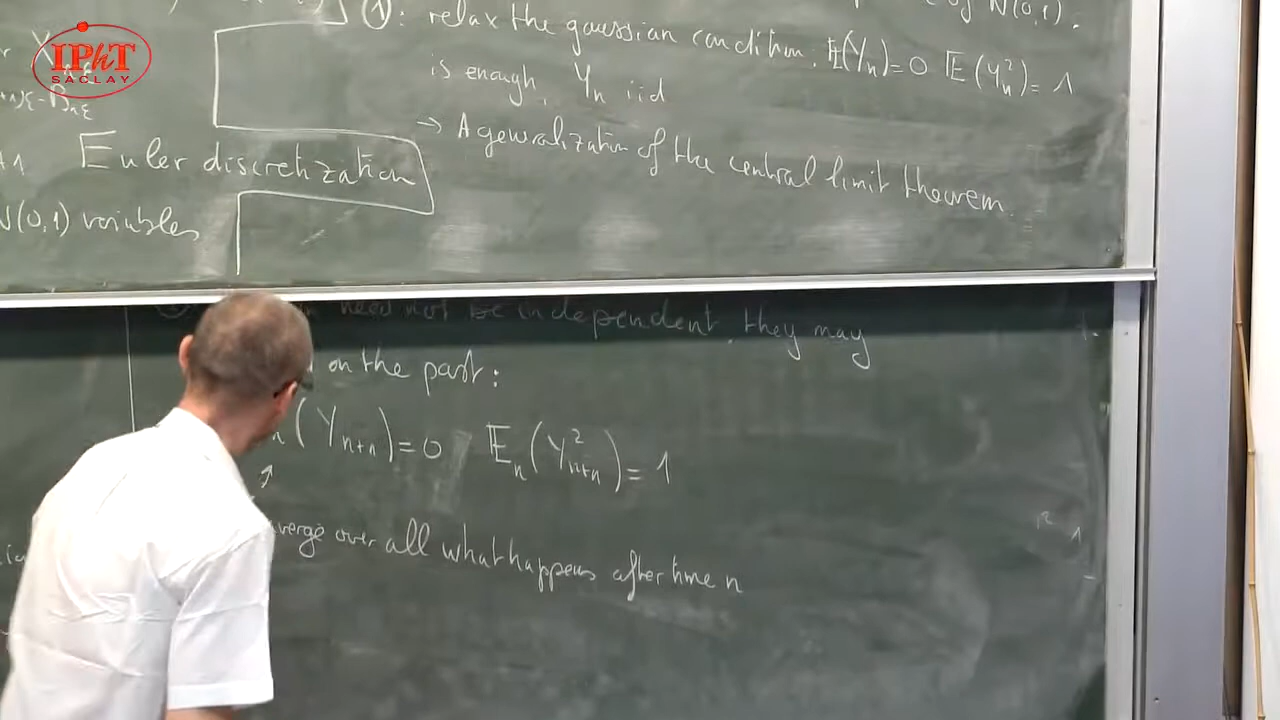 IPhT
SACLAY
of N(0,1).
①: relax the gaussian condition. 𝔼(Yₙ)=0 𝔼(Yₙ²)=1
is enough, Yₙ iid
→ A generalization of the central limit theorem.
Euler discretization
N(0,1) variables
need not be independent, they may
on the past:
(Yₙ₊ₙ)=0 𝔼ₙ(Y²ₙ₊ₙ)=1
over all what happens after time n